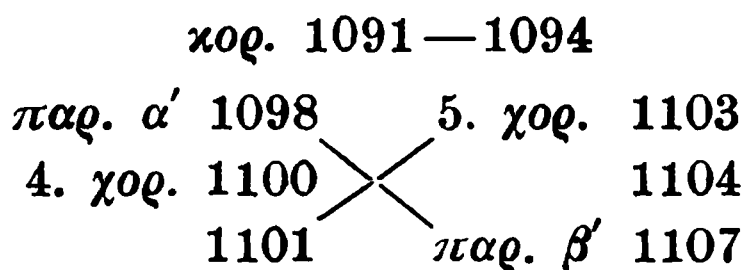 κορ. 1091—1094
παρ. α′ 1098 5. χορ. 1103
4. χορ. 1100 1104
1101 παρ. β′ 1107